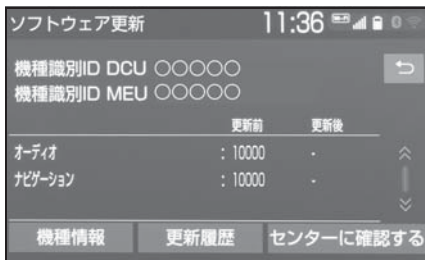 ソフトウェア更新 11:36
機種識別ID DCU ○○○○○
機種識別ID MEU ○○○○○
更新前 更新後
オーディオ : 10000 -
ナビゲーション : 10000 -
機種情報 更新履歴 センターに確認する